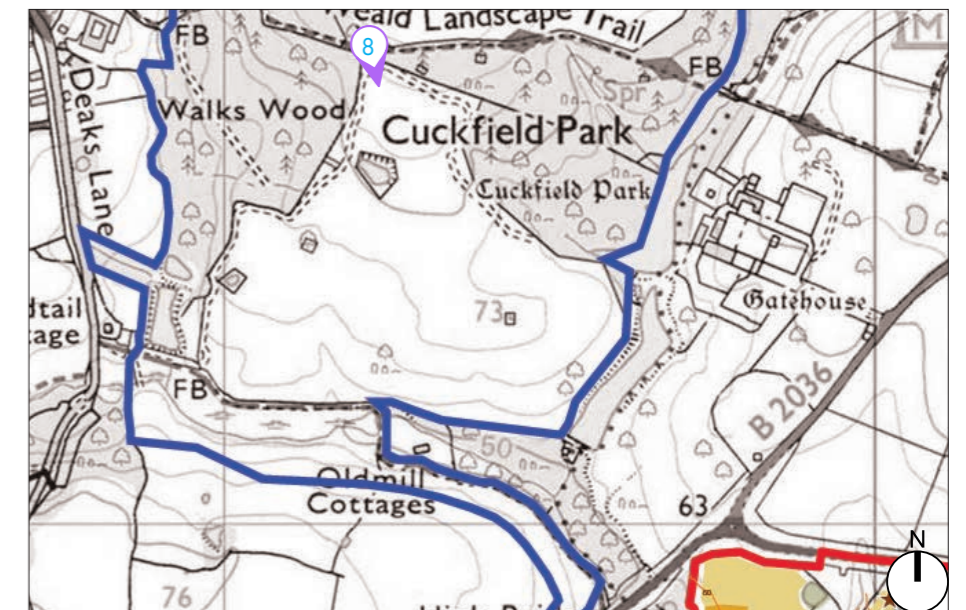 Weald Landscape Trail
8
FB
FB
Spr
Walks Wood
Deaks Lane
Cuckfield Park
Cuckfield Park
Gatehouse
73
dtail
tage
FB
B 2036
50
Oldmill
Cottages
63
N
76